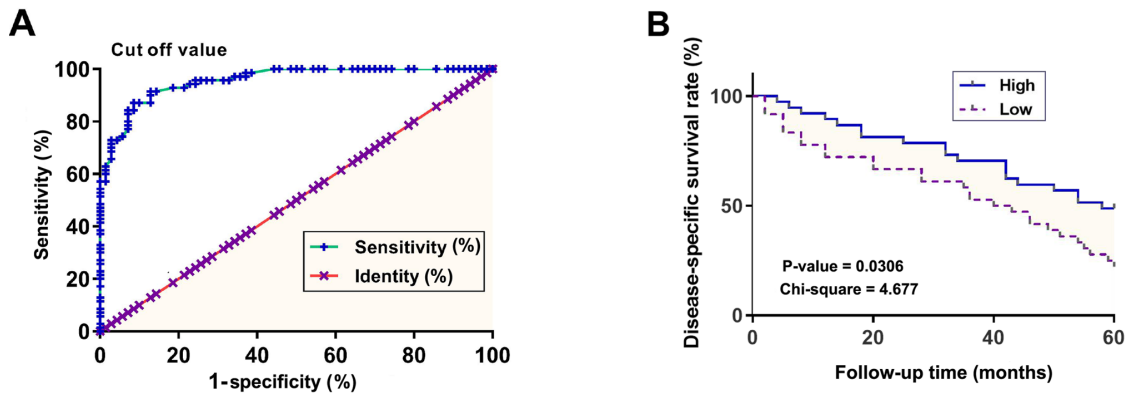 A
Cut off value
Sensitivity (%)
100
80
60
40
20
0
Sensitivity (%)
Identity (%)
0 20 40 60 80 100
1-specificity (%)
B
Disease-specific survival rate (%)
100
50
0
High
Low
P-value = 0.0306
Chi-square = 4.677
0 20 40 60
Follow-up time (months)